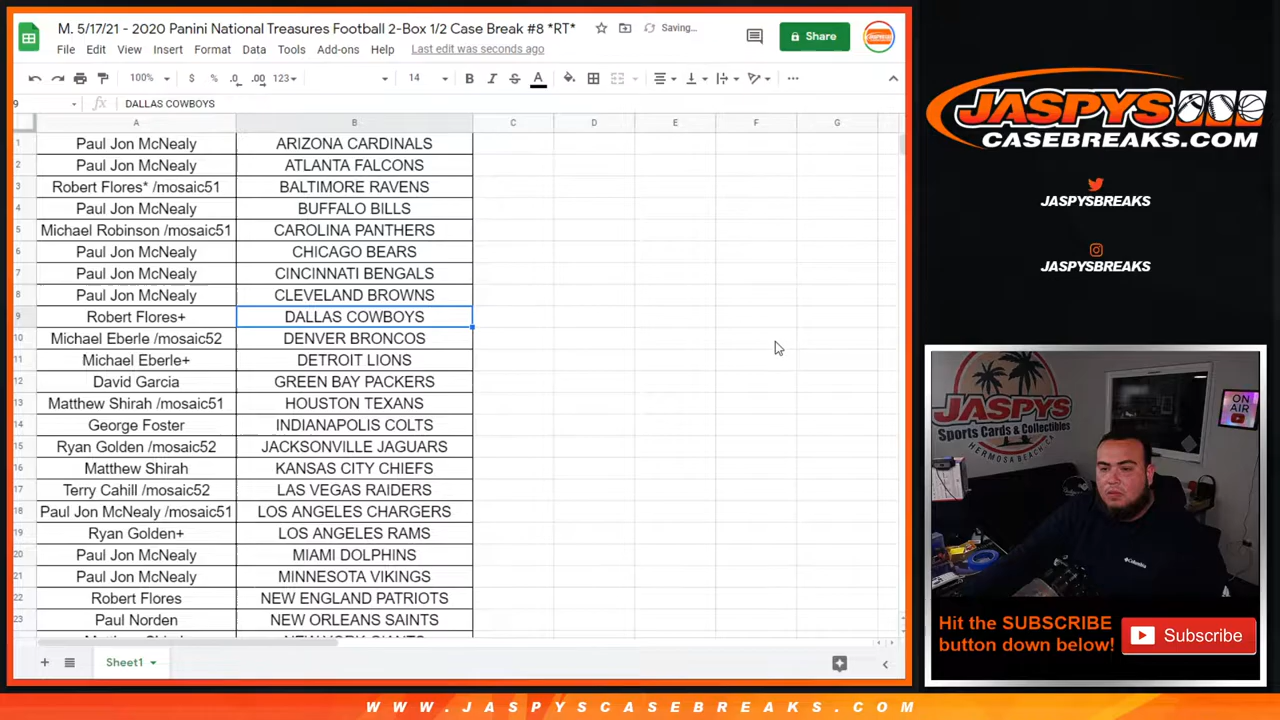 M. 5/17/21 - 2020 Panini National Treasures Football 2-Box 1/2 Case Break #8 *RT*
Saving...
Share
File Edit View Insert Format Data Tools Add-ons Help Last edit was seconds ago
100% $ % .0 .00 123 14 B I S A
9 fx DALLAS COWBOYS
A B C D E F G
1 Paul Jon McNealy ARIZONA CARDINALS
2 Paul Jon McNealy ATLANTA FALCONS
3 Robert Flores* /mosaic51 BALTIMORE RAVENS
4 Paul Jon McNealy BUFFALO BILLS
5 Michael Robinson /mosaic51 CAROLINA PANTHERS
6 Paul Jon McNealy CHICAGO BEARS
7 Paul Jon McNealy CINCINNATI BENGALS
8 Paul Jon McNealy CLEVELAND BROWNS
9 Robert Flores+ DALLAS COWBOYS
10 Michael Eberle /mosaic52 DENVER BRONCOS
11 Michael Eberle+ DETROIT LIONS
12 David Garcia GREEN BAY PACKERS
13 Matthew Shirah /mosaic51 HOUSTON TEXANS
14 George Foster INDIANAPOLIS COLTS
15 Ryan Golden /mosaic52 JACKSONVILLE JAGUARS
16 Matthew Shirah KANSAS CITY CHIEFS
17 Terry Cahill /mosaic52 LAS VEGAS RAIDERS
18 Paul Jon McNealy /mosaic51 LOS ANGELES CHARGERS
19 Ryan Golden+ LOS ANGELES RAMS
20 Paul Jon McNealy MIAMI DOLPHINS
21 Paul Jon McNealy MINNESOTA VIKINGS
22 Robert Flores NEW ENGLAND PATRIOTS
23 Paul Norden NEW ORLEANS SAINTS
Sheet1
JASPYS
CASEBREAKS.COM
JASPYSBREAKS
JASPYSBREAKS
JASPYS
Sports Cards & Collectibles
HERMOSA BEACH
ON
AIR
Columbia
Hit the SUBSCRIBE
button down below!
Subscribe
WWW.JASPYSCASEBREAKS.COM